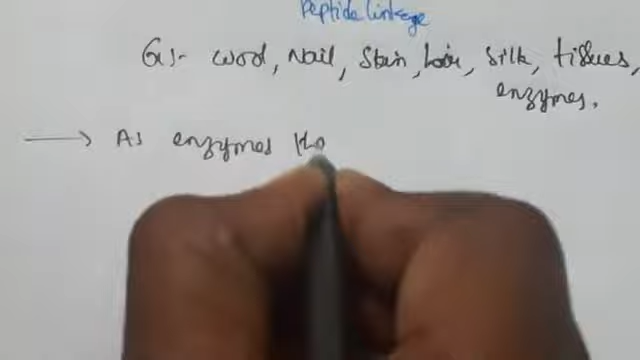 Peptide linkage
Ex:- wool, Nail, Skin, hair, silk, tissues,
enzymes.
→ As enzymes